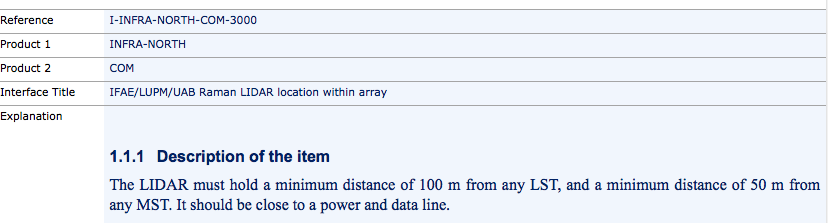 Reference I-INFRA-NORTH-COM-3000
Product 1 INFRA-NORTH
Product 2 COM
Interface Title IFAE/LUPM/UAB Raman LIDAR location within array
Explanation
1.1.1 Description of the item
The LIDAR must hold a minimum distance of 100 m from any LST, and a minimum distance of 50 m from
any MST. It should be close to a power and data line.